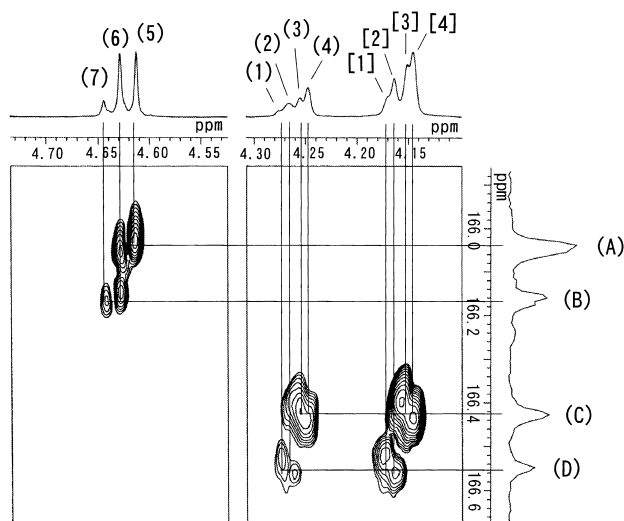 (7) (6) (5)
(1) (2) (3) (4)
[1] [2] [3] [4]
ppm
ppm
4.70 4.65 4.60 4.55
4.30 4.25 4.20 4.15
ppm
166.0
166.2
166.4
166.6
(A)
(B)
(C)
(D)